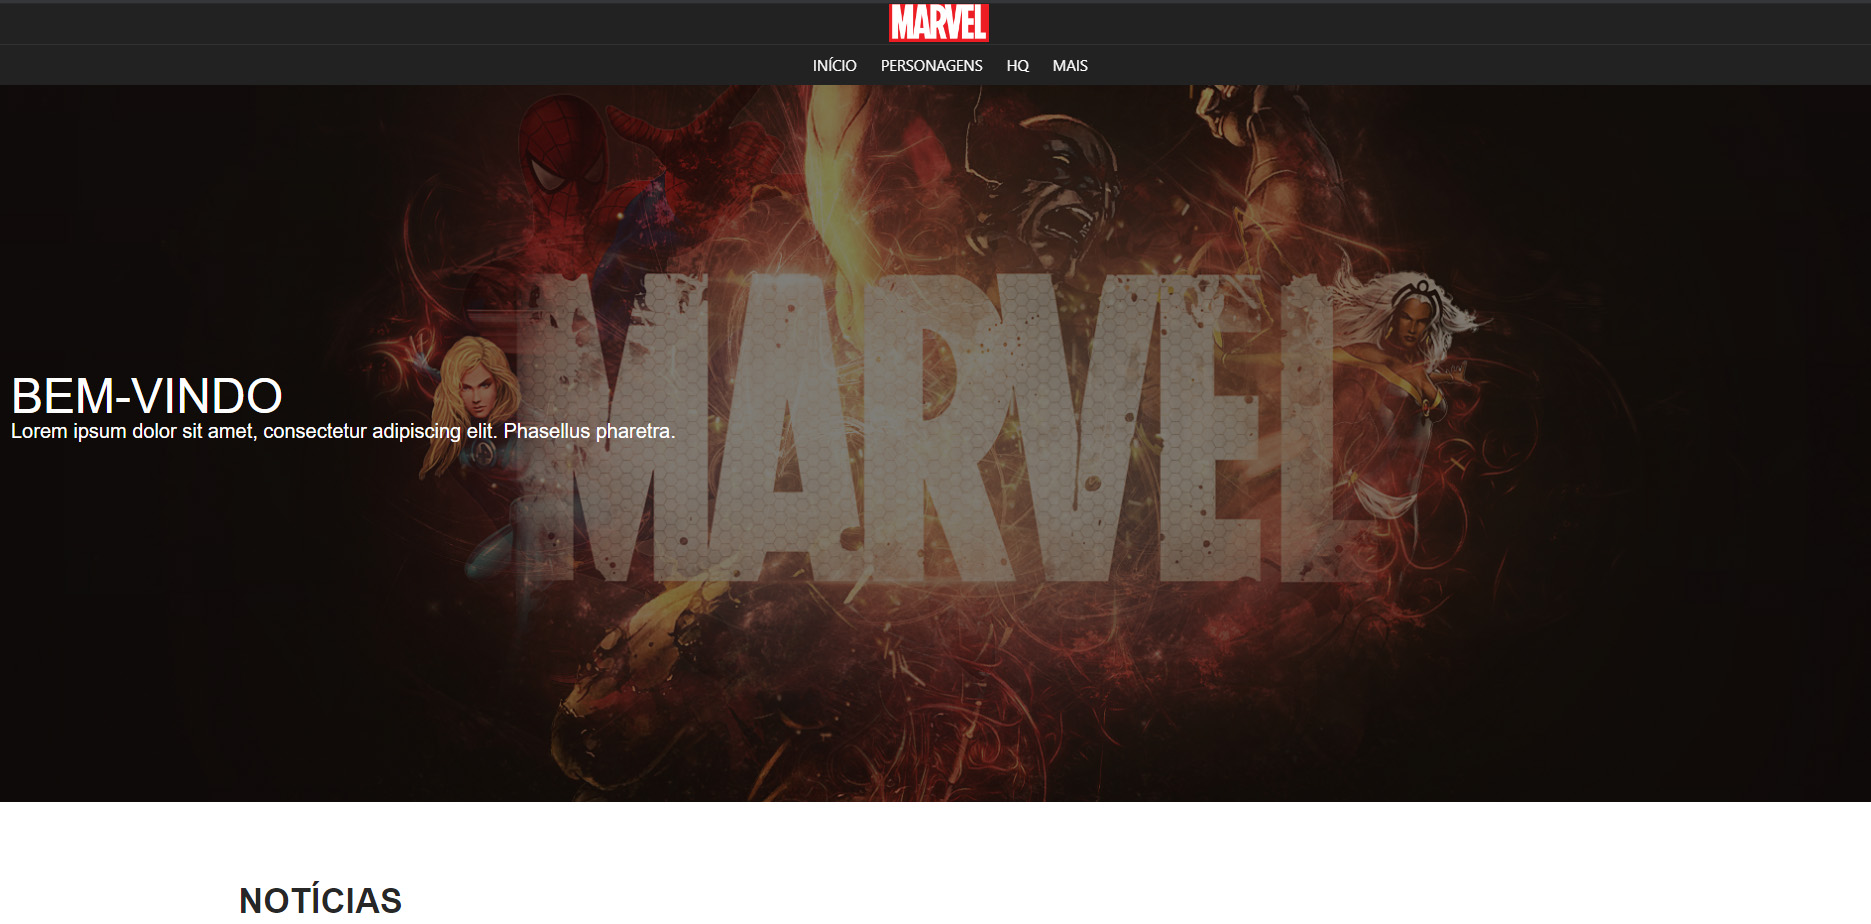 MARVEL
INÍCIO PERSONAGENS HQ MAIS
MARVEL
BEM-VINDO
Lorem ipsum dolor sit amet, consectetur adipiscing elit. Phasellus pharetra.
NOTÍCIAS